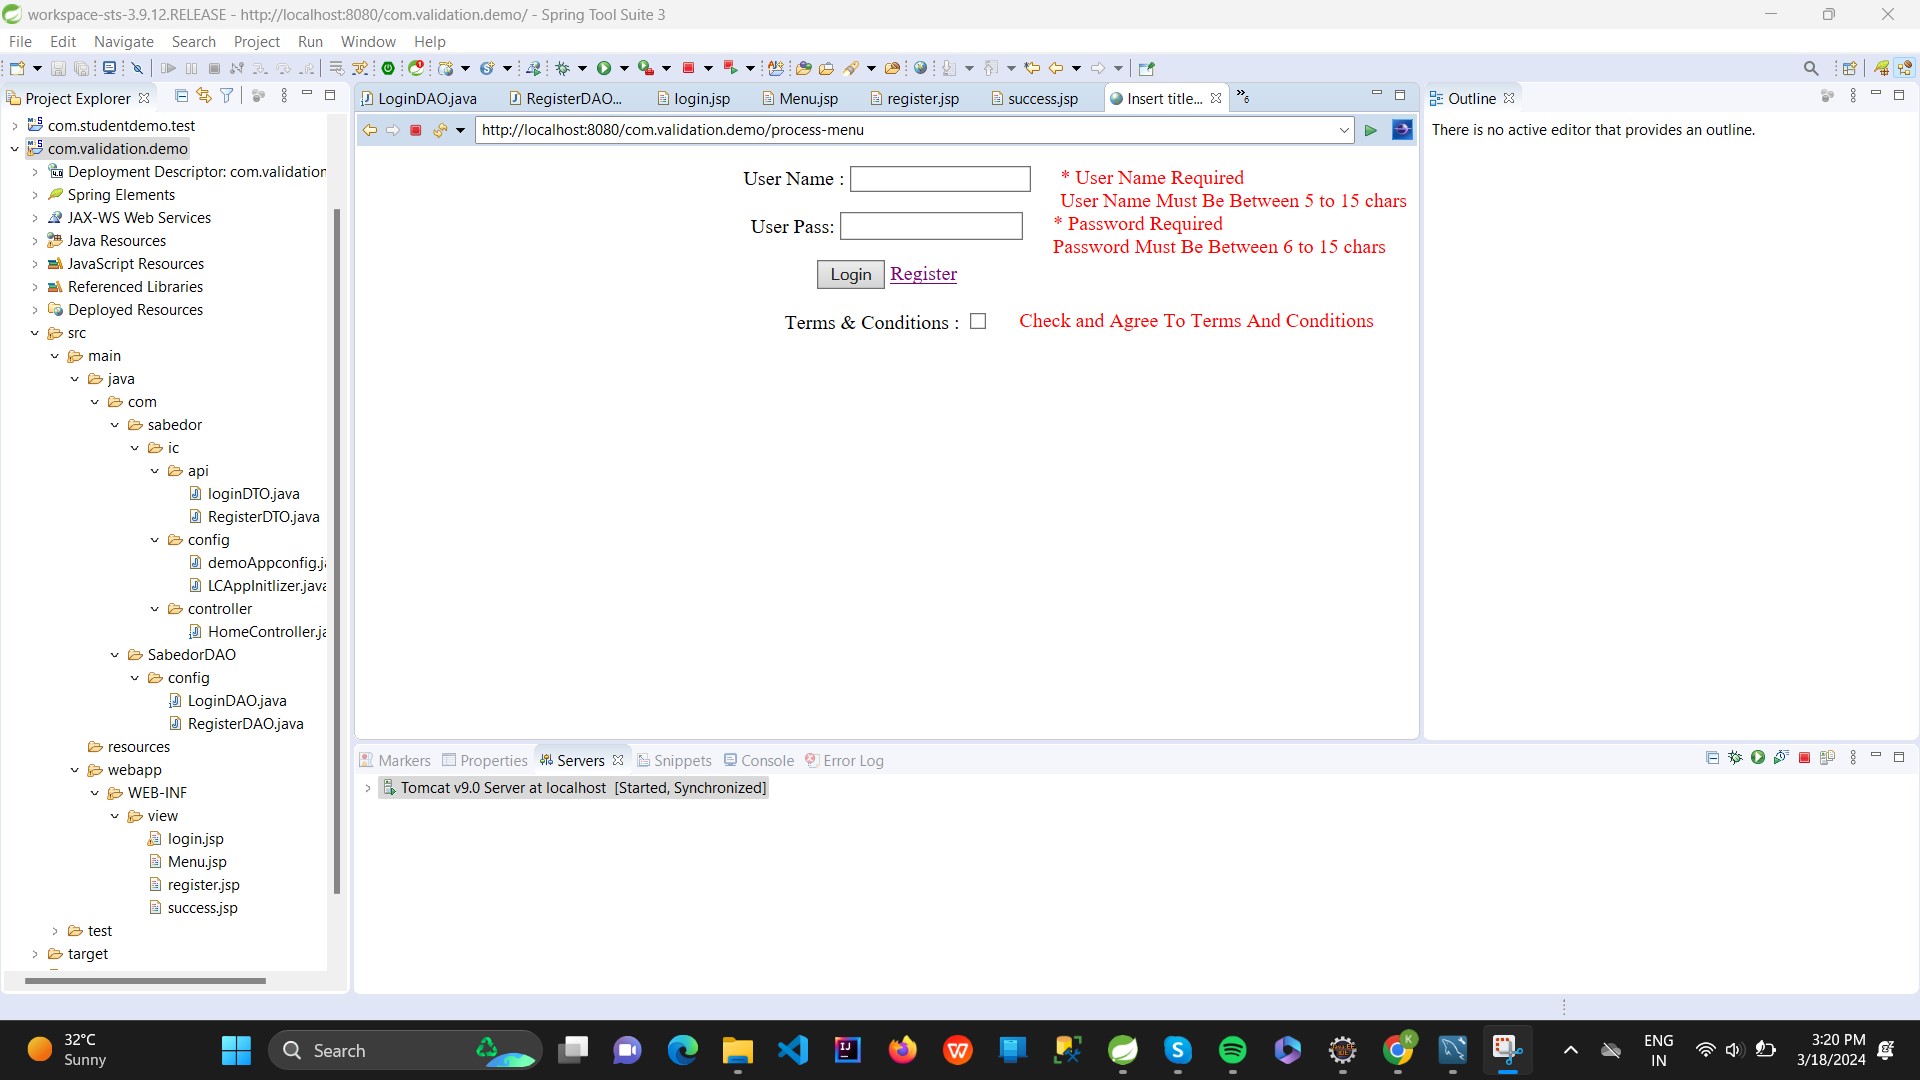 workspace-sts-3.9.12.RELEASE - http://localhost:8080/com.validation.demo/ - Spring Tool Suite 3
File Edit Navigate Search Project Run Window Help
Project Explorer
com.studentdemo.test
com.validation.demo
Deployment Descriptor: com.validation
Spring Elements
JAX-WS Web Services
Java Resources
JavaScript Resources
Referenced Libraries
Deployed Resources
src
main
java
com
sabedor
ic
api
loginDTO.java
RegisterDTO.java
config
demoAppconfig.ja
LCAppInitlizer.java
controller
HomeController.ja
SabedorDAO
config
LoginDAO.java
RegisterDAO.java
resources
webapp
WEB-INF
view
login.jsp
Menu.jsp
register.jsp
success.jsp
test
target
LoginDAO.java RegisterDAO... login.jsp Menu.jsp register.jsp success.jsp Insert title... »6
http://localhost:8080/com.validation.demo/process-menu
User Name : * User Name Required
User Name Must Be Between 5 to 15 chars
User Pass: * Password Required
Password Must Be Between 6 to 15 chars
Login Register
Terms & Conditions : Check and Agree To Terms And Conditions
Outline
There is no active editor that provides an outline.
Markers Properties Servers Snippets Console Error Log
Tomcat v9.0 Server at localhost [Started, Synchronized]
32°C
Sunny
Search
ENG
IN
3:20 PM
3/18/2024